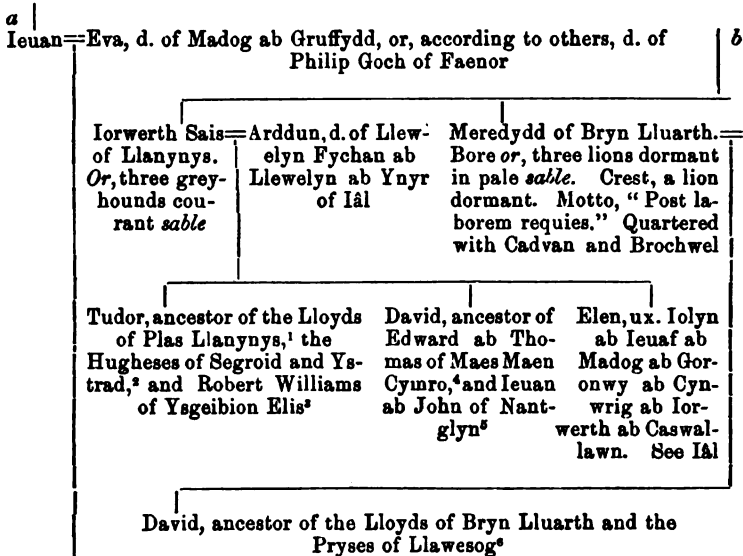 a
Ieuan=Eva, d. of Madog ab Gruffydd, or, according to others, d. of
Philip Goch of Faenor
b
Iorwerth Sais=
of Llanynys.
Or, three grey-
hounds cou-
rant sable
Arddun, d. of Llew-
elyn Fychan ab
Llewelyn ab Ynyr
of Iâl
Meredydd of Bryn Lluarth.=
Bore or, three lions dormant
in pale sable. Crest, a lion
dormant. Motto, “Post la-
borem requies.” Quartered
with Cadvan and Brochwel
Tudor, ancestor of the Lloyds
of Plas Llanynys,¹ the
Hugheses of Segroid and Ys-
trad,² and Robert Williams
of Ysgeibion Elis³
David, ancestor of
Edward ab Tho-
mas of Maes Maen
Cymro,⁴ and Ieuan
ab John of Nant-
glyn⁵
Elen, ux. Iolyn
ab Ieuaf ab
Madog ab Gor-
onwy ab Cyn-
wrig ab Ior-
werth ab Caswal-
lawn. See Iâl
David, ancestor of the Lloyds of Bryn Lluarth and the
Pryses of Llawesog⁶